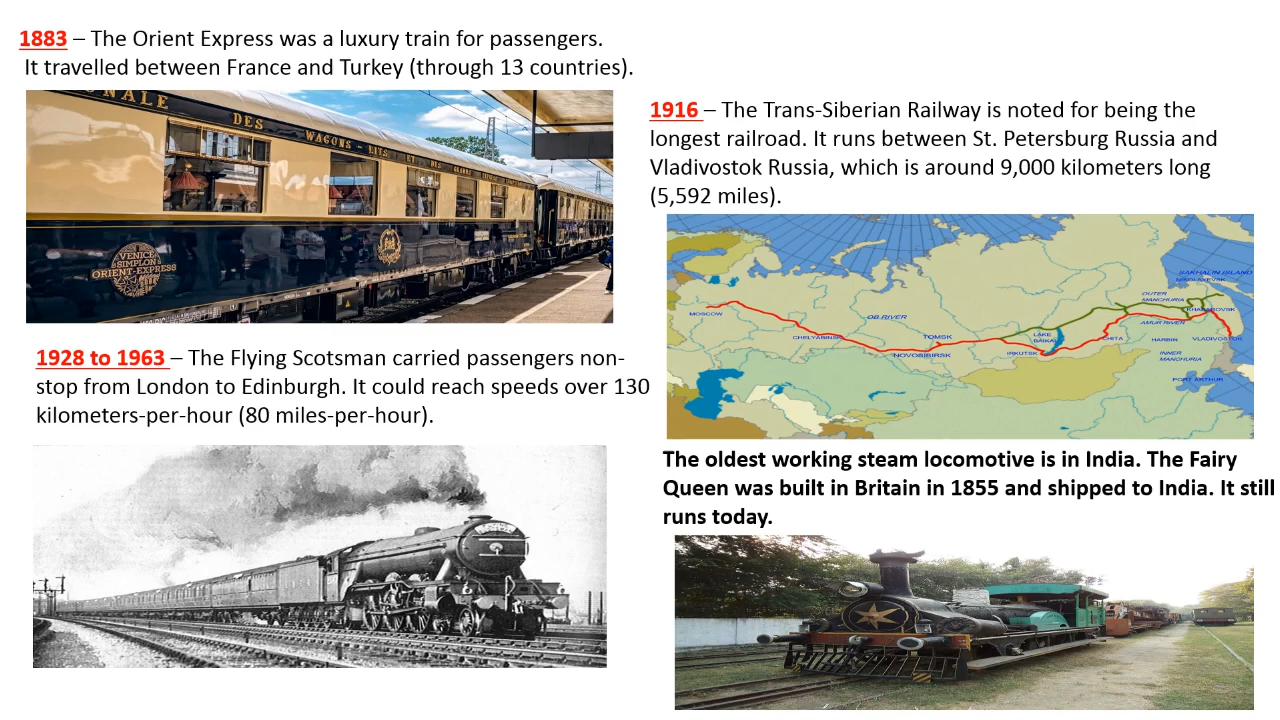 1883 – The Orient Express was a luxury train for passengers.
It travelled between France and Turkey (through 13 countries).
NALE DES WAGONS - LITS ET DES
VENICE
SIMPLON
ORIENT-EXPRESS
1928 to 1963 – The Flying Scotsman carried passengers non-
stop from London to Edinburgh. It could reach speeds over 130
kilometers-per-hour (80 miles-per-hour).
1916 – The Trans-Siberian Railway is noted for being the
longest railroad. It runs between St. Petersburg Russia and
Vladivostok Russia, which is around 9,000 kilometers long
(5,592 miles).
SAKHALIN ISLAND
NIKOLAYEVSK
OUTER
MANCHURIA
KHABAROVSK
MOSCOW
OB RIVER
AMUR RIVER
CHELYABINSK
TOMSK
LAKE
BAIKAL
CHITA
HARBIN
VLADIVOSTOK
NOVOSIBIRSK
IRKUTSK
INNER
MANCHURIA
PORT ARTHUR
The oldest working steam locomotive is in India. The Fairy
Queen was built in Britain in 1855 and shipped to India. It still
runs today.